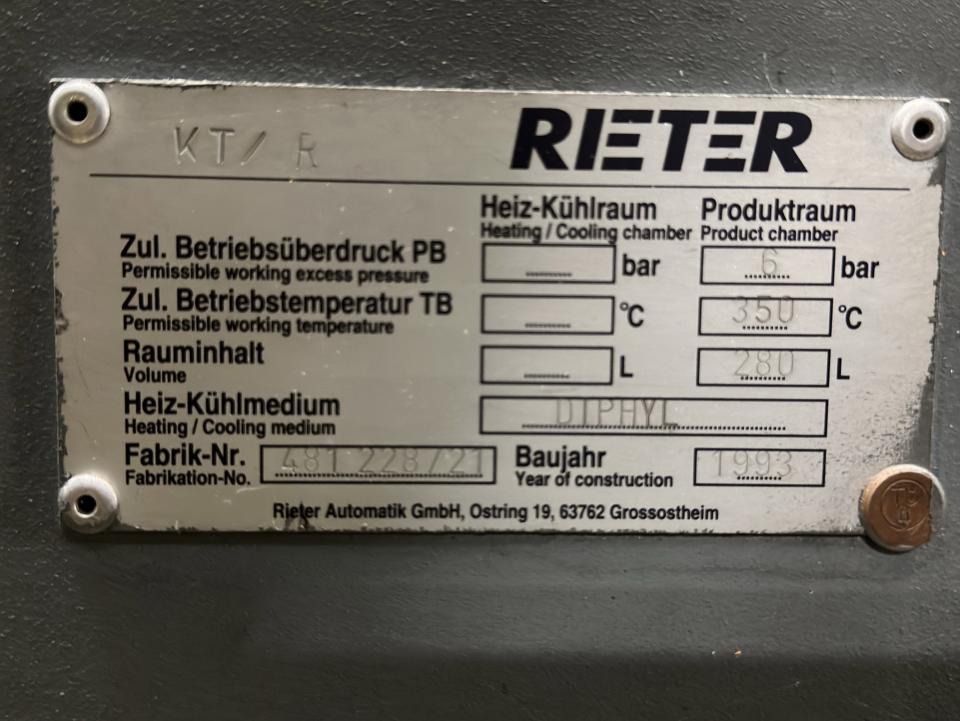 KT/ R
RIETER
Heiz-Kühlraum Produktraum
Heating / Cooling chamber Product chamber
Zul. Betriebsüberdruck PB bar 6 bar
Permissible working excess pressure
Zul. Betriebstemperatur TB °C 350 °C
Permissible working temperature
Rauminhalt L 280 L
Volume
Heiz-Kühlmedium DIPHYL
Heating / Cooling medium
Fabrik-Nr. 481 228/21 Baujahr 1993
Fabrikation-No. Year of construction
Rieter Automatik GmbH, Ostring 19, 63762 Grossostheim